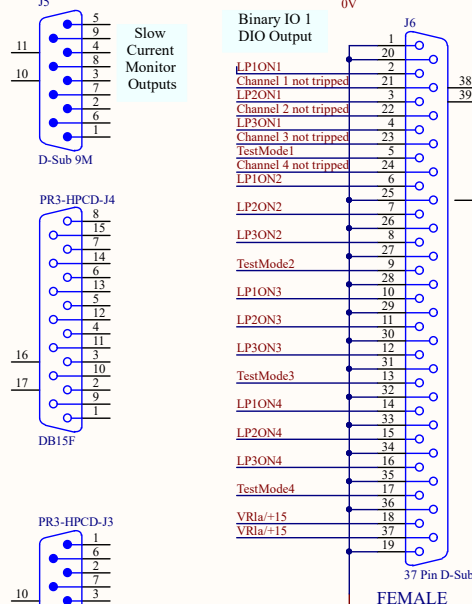 J5
5
9
4
8
3
7
2
6
1
11
10
D-Sub 9M
Slow
Current
Monitor
Outputs
PR3-HPCD-J4
8
15
7
14
6
13
5
12
4
11
3
10
2
9
1
16
17
DB15F
PR3-HPCD-J3
1
6
2
7
3
10
Binary IO 1
DIO Output
0V
J6
1
20
LP1ON1 2
Channel 1 not tripped 21
LP2ON1 3
Channel 2 not tripped 22
LP3ON1 4
Channel 3 not tripped 23
TestMode1 5
Channel 4 not tripped 24
LP1ON2 6
25
LP2ON2 7
26
LP3ON2 8
27
TestMode2 9
28
LP1ON3 10
29
LP2ON3 11
30
LP3ON3 12
31
TestMode3 13
32
LP1ON4 14
33
LP2ON4 15
34
LP3ON4 16
35
TestMode4 17
36
VRla/+15 18
VRla/+15 37
19
38
39
37 Pin D-Sub
FEMALE